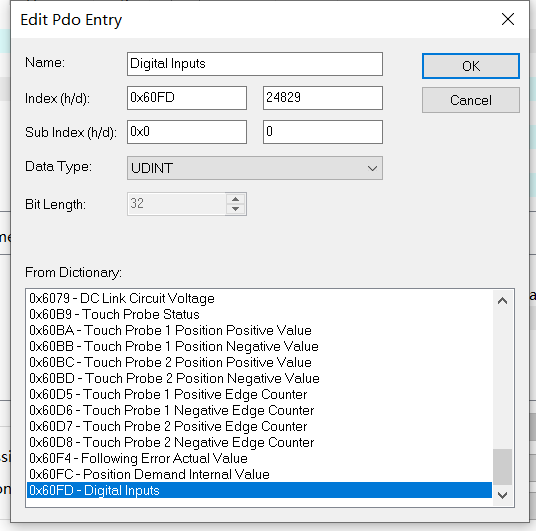 Edit Pdo Entry
Name: Digital Inputs OK
Index (h/d): 0x60FD 24829 Cancel
Sub Index (h/d): 0x0 0
Data Type: UDINT
Bit Length: 32
From Dictionary:
0x6079 - DC Link Circuit Voltage
0x60B9 - Touch Probe Status
0x60BA - Touch Probe 1 Position Positive Value
0x60BB - Touch Probe 1 Position Negative Value
0x60BC - Touch Probe 2 Position Positive Value
0x60BD - Touch Probe 2 Position Negative Value
0x60D5 - Touch Probe 1 Positive Edge Counter
0x60D6 - Touch Probe 1 Negative Edge Counter
0x60D7 - Touch Probe 2 Positive Edge Counter
0x60D8 - Touch Probe 2 Negative Edge Counter
0x60F4 - Following Error Actual Value
0x60FC - Position Demand Internal Value
0x60FD - Digital Inputs